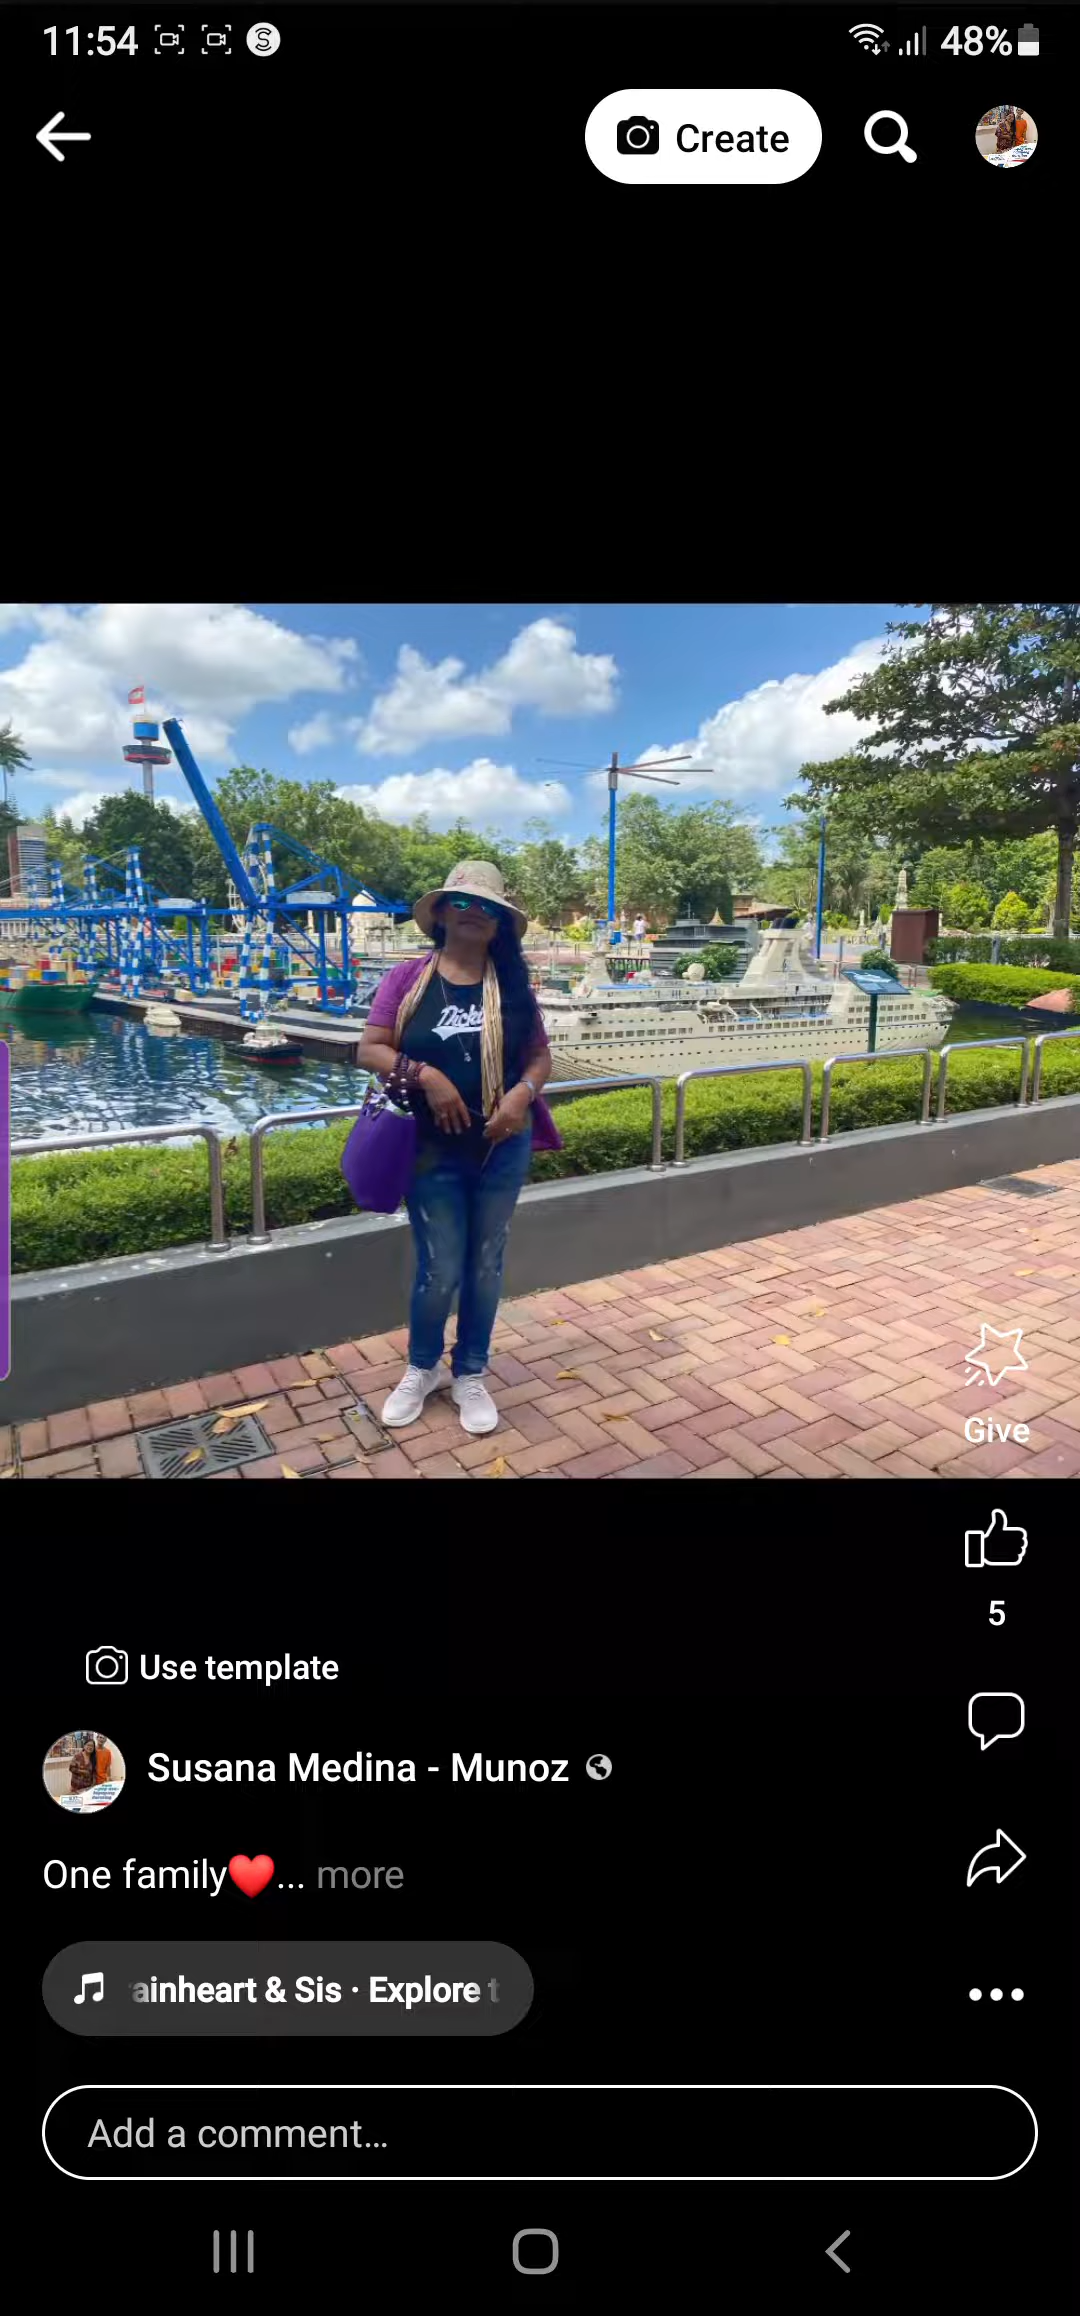 11:54
48%
Create
Dicki
Give
5
Use template
Susana Medina - Munoz
One family❤️... more
ainheart & Sis · Explore t
Add a comment...